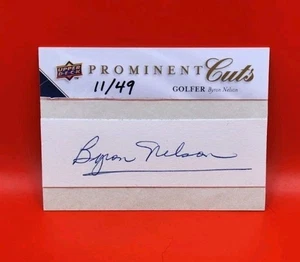 UPPER DECK
PROMINENT Cuts
11/49
GOLFER Byron Nelson
Byron Nelson